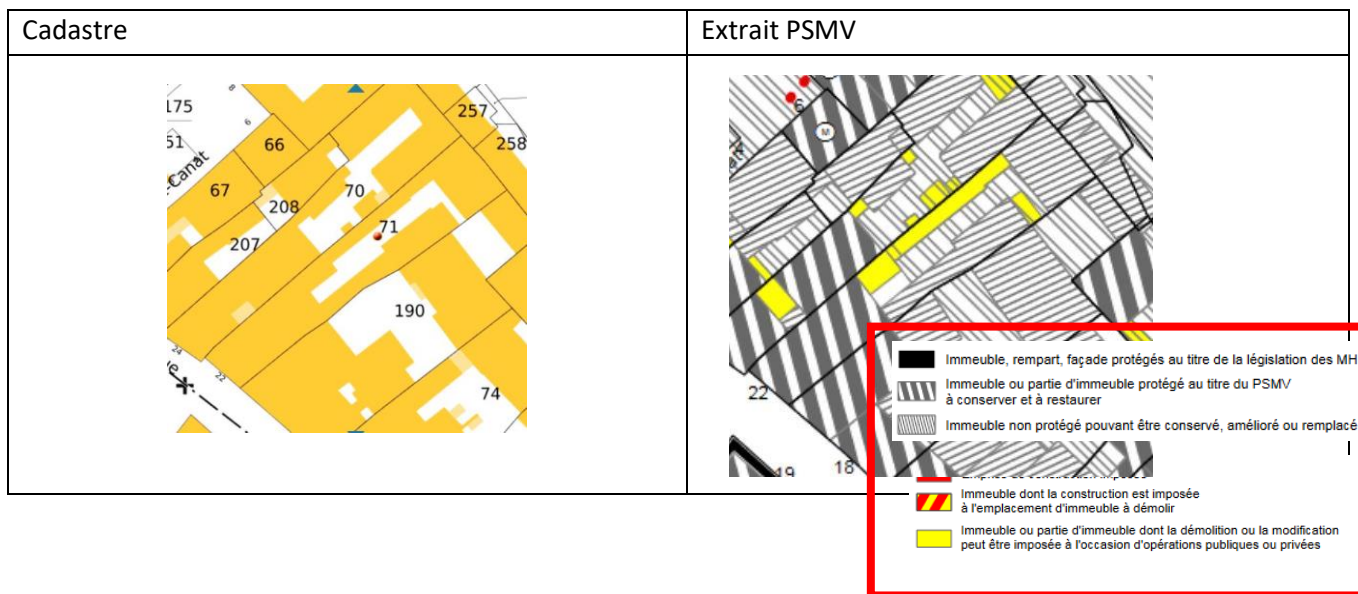 Cadastre
Extrait PSMV
175
51
66
67
208
207
70
71
257
258
190
74
24
22
6
-Canat
6
M
22
19
18
Immeuble, rempart, façade protégés au titre de la législation des MH
Immeuble ou partie d'immeuble protégé au titre du PSMV
à conserver et à restaurer
Immeuble non protégé pouvant être conservé, amélioré ou remplacé
Immeuble dont la construction est imposée
à l'emplacement d'immeuble à démolir
Immeuble ou partie d'immeuble dont la démolition ou la modification
peut être imposé à l'occasion d'opérations publiques ou privées